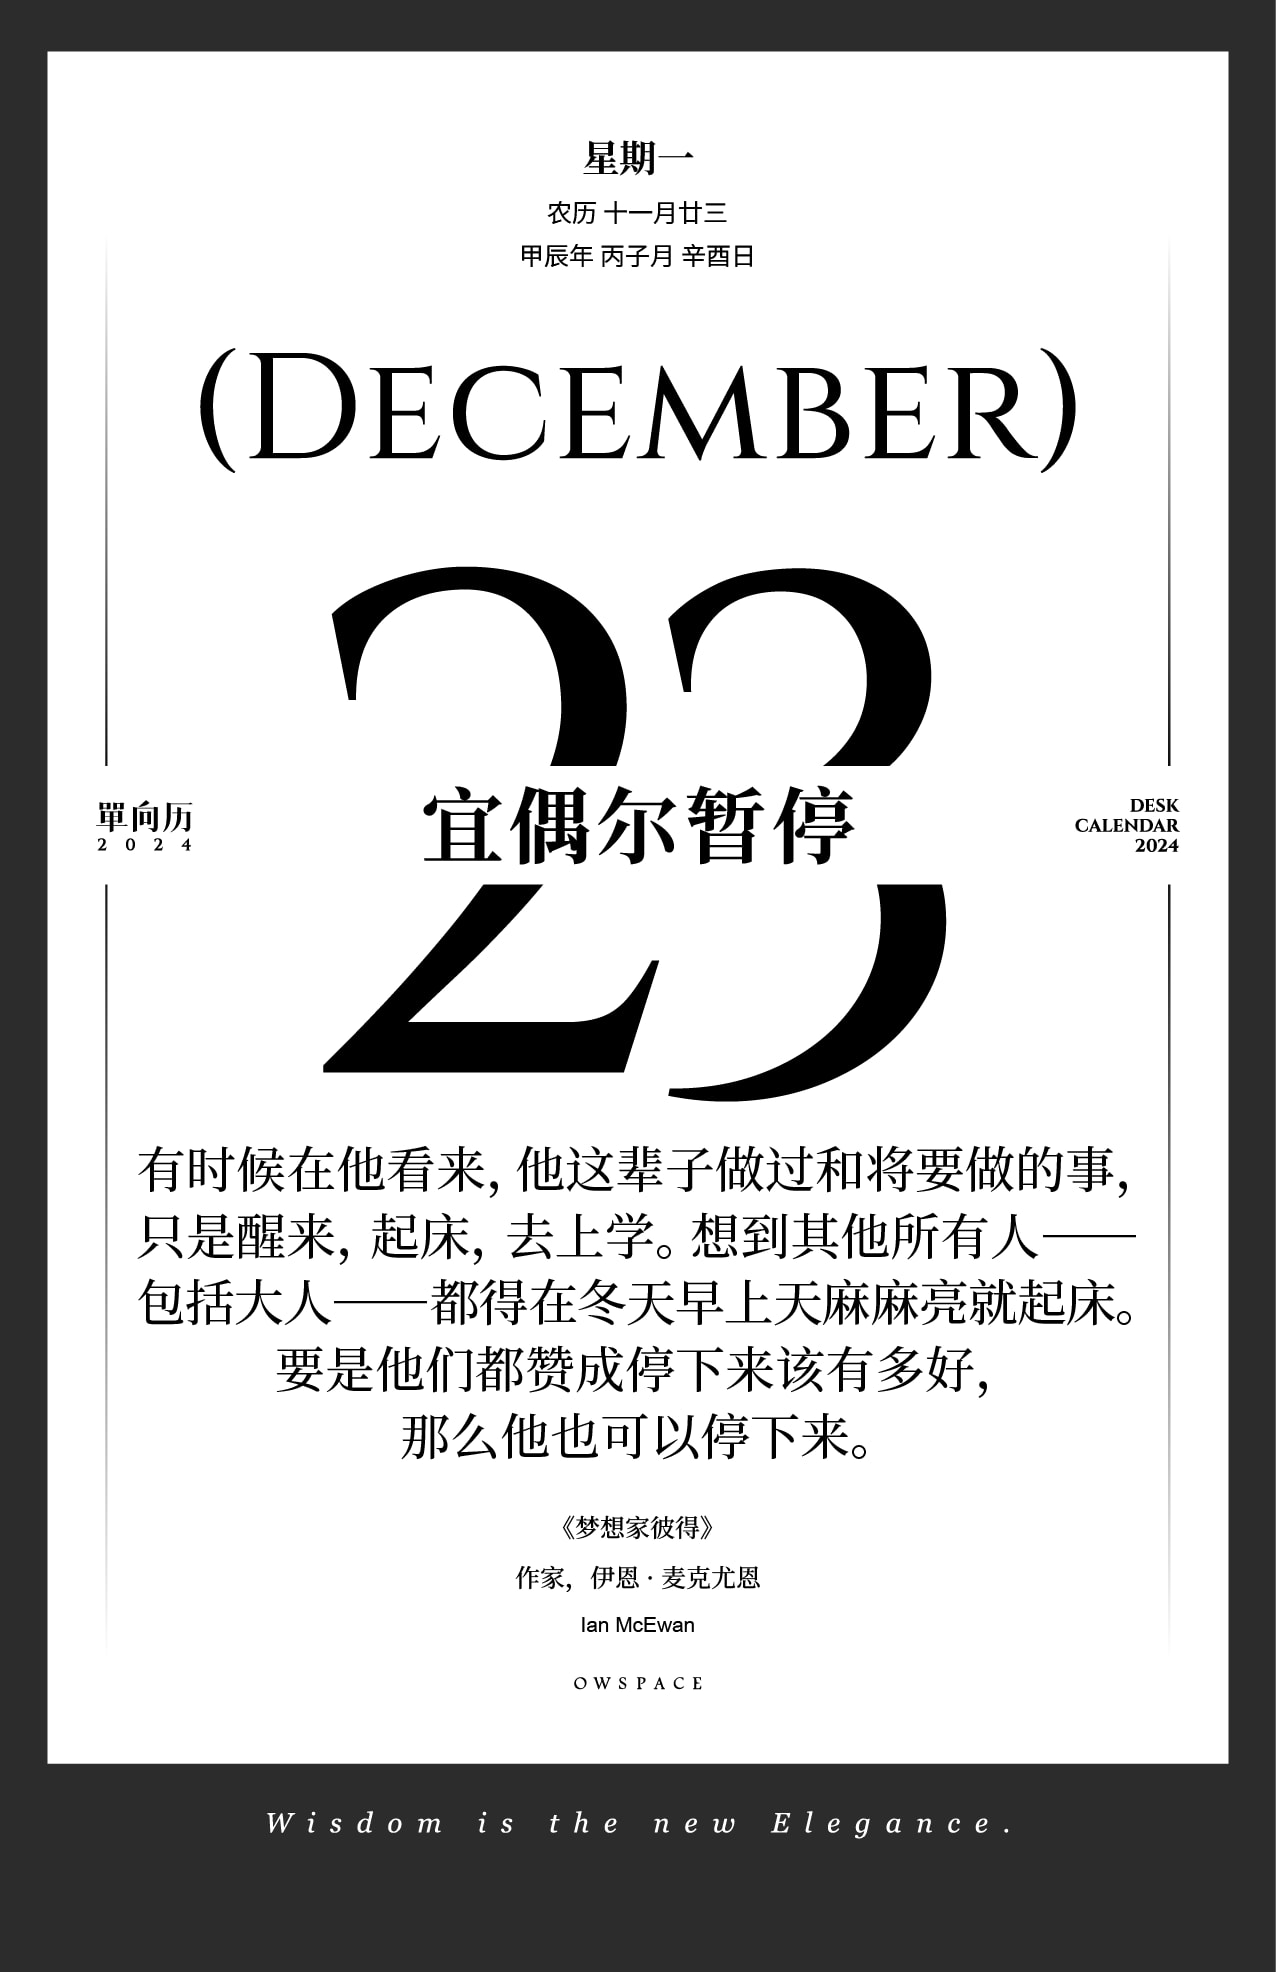 星期一
农历 十一月廿三
甲辰年 丙子月 辛酉日
(DECEMBER)
23
單向历
2024
宜偶尔暂停
DESK
CALENDAR
2024
有时候在他看来，他这辈子做过和将要做的事，
只是醒来，起床，去上学。想到其他所有人——
包括大人——都得在冬天早上天麻麻亮就起床。
要是他们都赞成停下来该有多好，
那么他也可以停下来。
《梦想家彼得》
作家，伊恩·麦克尤恩
Ian McEwan
OWSPACE
Wisdom is the new Elegance.